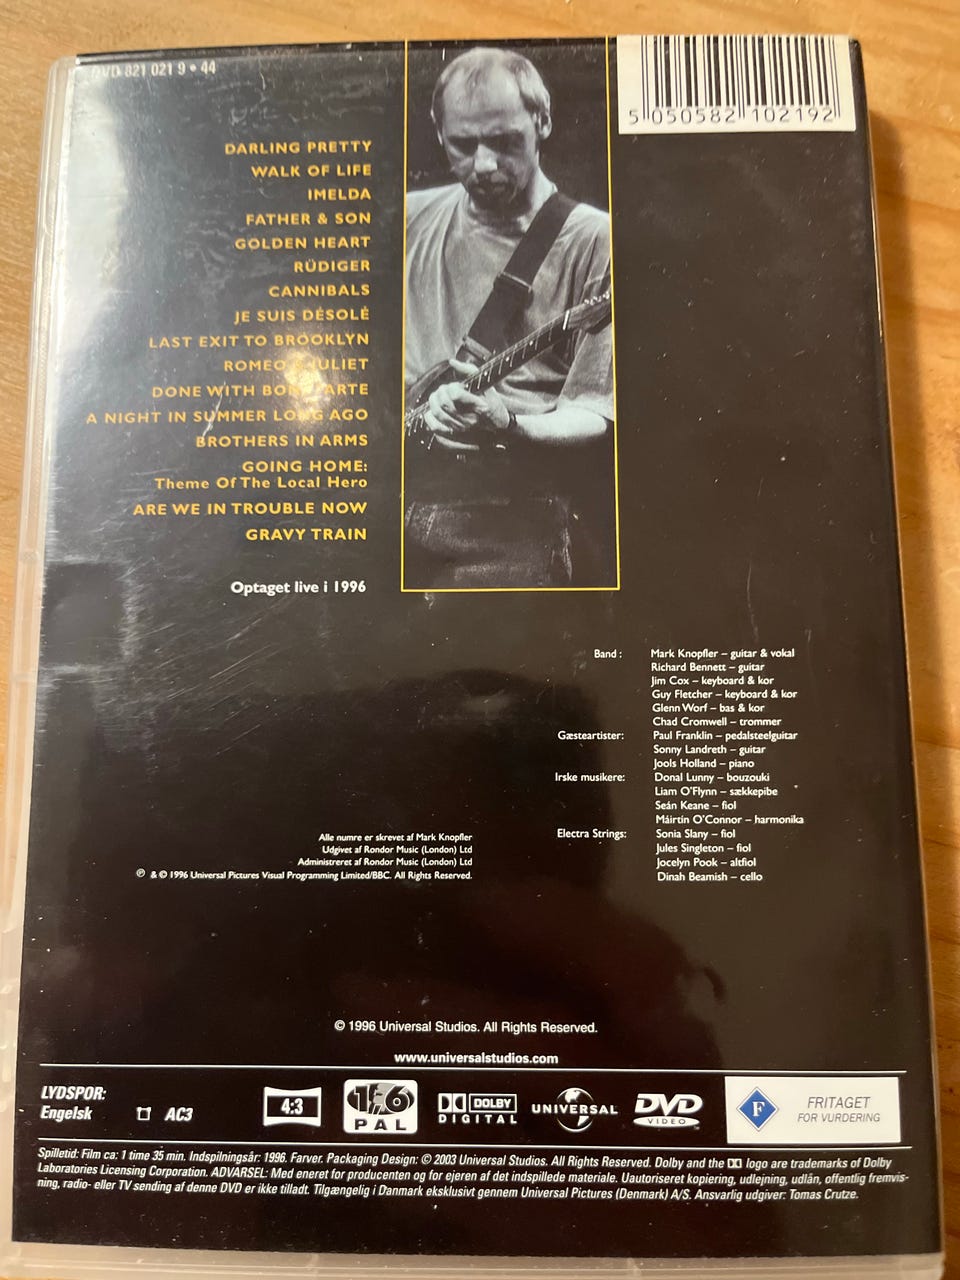 DVD 821 021 9 • 44
5 050582 102192
DARLING PRETTY
WALK OF LIFE
IMELDA
FATHER & SON
GOLDEN HEART
RÜDIGER
CANNIBALS
JE SUIS DÉSOLÉ
LAST EXIT TO BROOKLYN
ROMEO & JULIET
DONE WITH BONAPARTE
A NIGHT IN SUMMER LONG AGO
BROTHERS IN ARMS
GOING HOME:
Theme Of The Local Hero
ARE WE IN TROUBLE NOW
GRAVY TRAIN
Optaget live i 1996
Band: Mark Knopfler – guitar & vokal
Richard Bennett – guitar
Jim Cox – keyboard & kor
Guy Fletcher – keyboard & kor
Glenn Worf – bas & kor
Chad Cromwell – trommer
Gæsteartister: Paul Franklin – pedalsteelguitar
Sonny Landreth – guitar
Jools Holland – piano
Irske musikere: Donal Lunny – bouzouki
Liam O'Flynn – sækkepibe
Seán Keane – fiol
Máirtín O'Connor – harmonika
Electra Strings: Sonia Slany – fiol
Jules Singleton – fiol
Jocelyn Pook – altfiol
Dinah Beamish – cello
Alle numre er skrevet af Mark Knopfler
Udgivet af Rondor Music (London) Ltd
Administreret af Rondor Music (London) Ltd
℗ & © 1996 Universal Pictures Visual Programming Limited/BBC. All Rights Reserved.
© 1996 Universal Studios. All Rights Reserved.
www.universalstudios.com
LYDSPOR:
Engelsk AC3
4:3
PAL
DOLBY
DIGITAL
UNIVERSAL
DVD
VIDEO
F
FRITAGET
FOR VURDERING
Spilletid: Film ca: 1 time 35 min. Indspilningsår: 1996. Farver. Packaging Design: © 2003 Universal Studios. All Rights Reserved. Dolby and the logo are trademarks of Dolby
Laboratories Licensing Corporation. ADVARSEL: Med eneret for producenten og for ejeren af det indspillede materiale. Uautoriseret kopiering, udlejning, udlån, offentlig fremvis-
ning, radio- eller TV sending af denne DVD er ikke tilladt. Tilgængelig i Danmark eksklusivt gennem Universal Pictures (Denmark) A/S. Ansvarlig udgiver: Tomas Crutze.